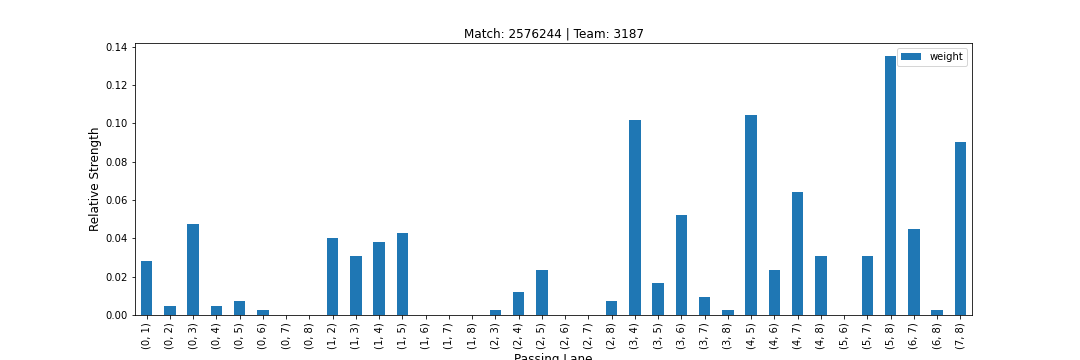 Match: 2576244 | Team: 3187
weight
Relative Strength
0.14
0.12
0.10
0.08
0.06
0.04
0.02
0.00
(0, 1) (0, 2) (0, 3) (0, 4) (0, 5) (0, 6) (0, 7) (0, 8) (1, 2) (1, 3) (1, 4) (1, 5) (1, 6) (1, 7) (1, 8) (2, 3) (2, 4) (2, 5) (2, 6) (2, 7) (2, 8) (3, 4) (3, 5) (3, 6) (3, 7) (3, 8) (4, 5) (4, 6) (4, 7) (4, 8) (5, 6) (5, 7) (5, 8) (6, 7) (6, 8) (7, 8)
Passing Lane